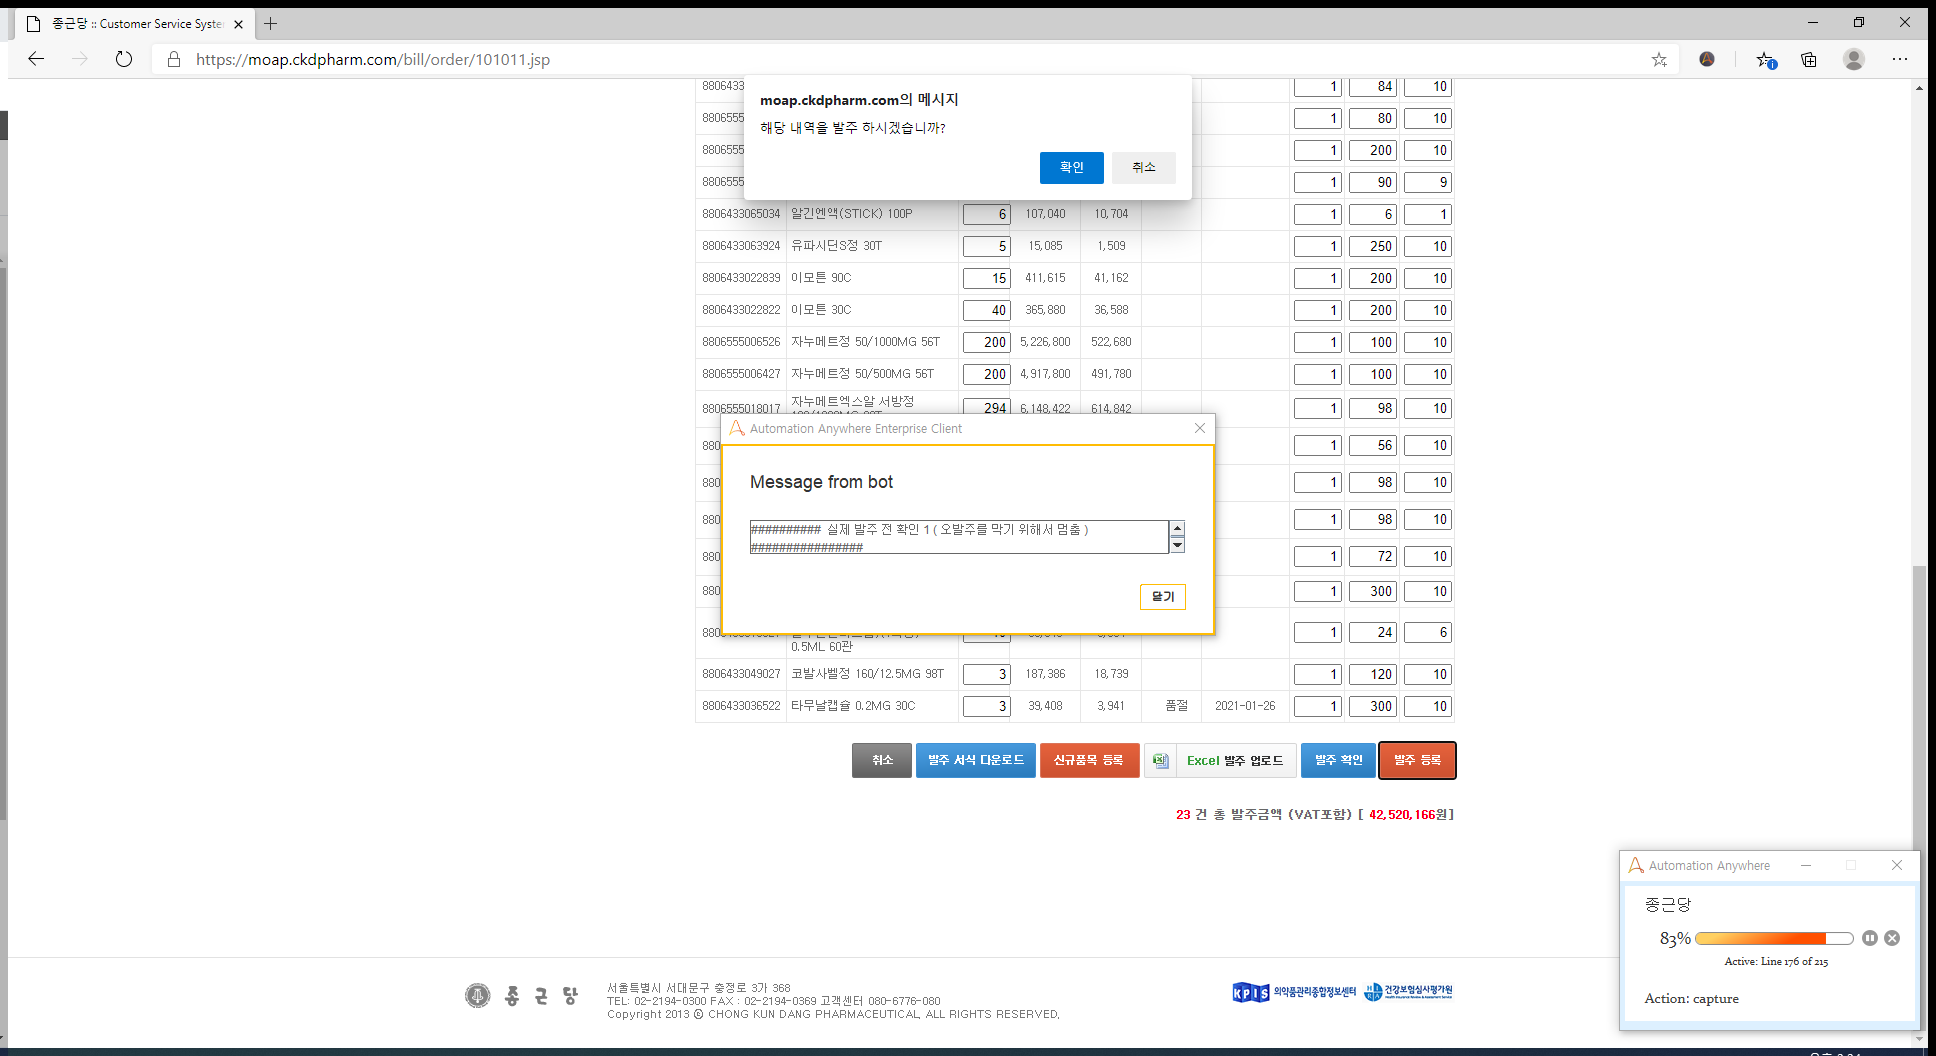 종근당 :: Customer Service Syste
https://moap.ckdpharm.com/bill/order/101011.jsp
moap.ckdpharm.com의 메시지
해당 내역을 발주 하시겠습니까?
확인 취소
8806433 1 84 10
8806555 1 80 10
8806555 1 200 10
8806555 1 90 9
8806433065034 알긴엔액(STICK) 100P 6 107,040 10,704 1 6 1
8806433063924 유파시딘S정 30T 5 15,085 1,509 1 250 10
8806433022839 이모튼 90C 15 411,615 41,162 1 200 10
8806433022822 이모튼 30C 40 365,880 36,588 1 200 10
8806555006526 자누메트정 50/1000MG 56T 200 5,226,800 522,680 1 100 10
8806555006427 자누메트정 50/500MG 56T 200 4,917,800 491,780 1 100 10
8806555018017 자누메트엑스알 서방정 294 6,148,422 614,842 1 98 10
880 1 56 10
880 1 98 10
880 1 98 10
880 1 72 10
880 1 300 10
880 0.5ML 60관 1 24 6
8806433049027 코발사벨정 160/12.5MG 98T 3 187,386 18,739 1 120 10
8806433036522 타무날캡슐 0.2MG 30C 3 39,408 3,941 품절 2021-01-26 1 300 10
Automation Anywhere Enterprise Client
Message from bot
########## 실제 발주 전 확인 1 ( 오발주를 막기 위해서 멈춤 )
################
닫기
취소 발주 서식 다운로드 신규품목 등록 Excel 발주 업로드 발주 확인 발주 등록
23 건 총 발주금액 (VAT포함) [ 42,520,166원]
Automation Anywhere
종근당
83%
Active: Line 176 of 215
Action: capture
종근당
서울특별시 서대문구 충정로 3가 368
TEL: 02-2194-0300 FAX : 02-2194-0369 고객센터 080-6776-080
Copyright 2013 ⓒ CHONG KUN DANG PHARMACEUTICAL. ALL RIGHTS RESERVED.
KPIS 의약품관리종합정보센터 HIRA 건강보험심사평가원
Health Insurance Review & Assessment Service